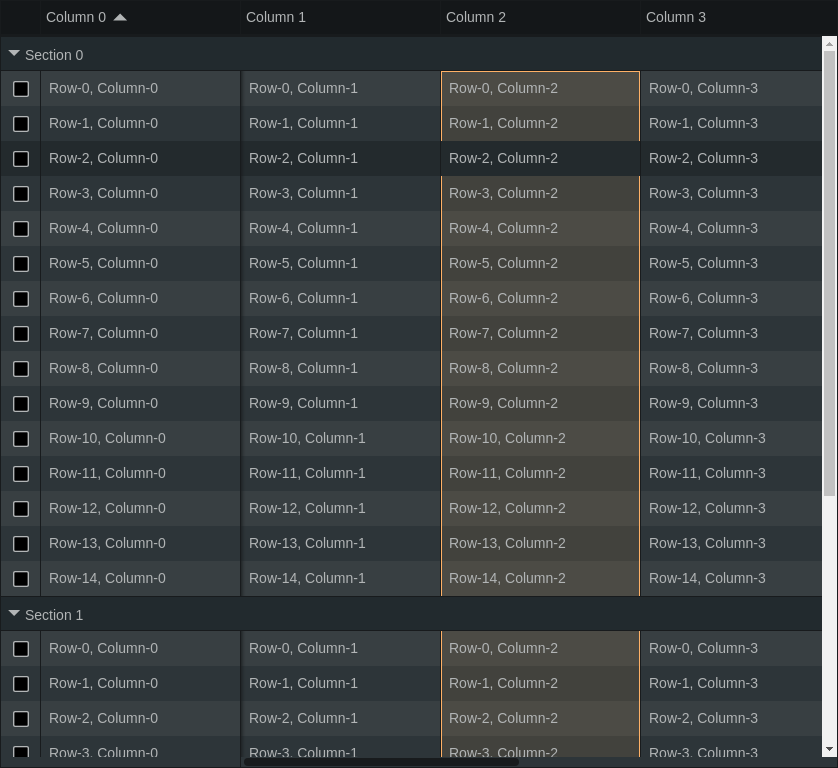 Column 0 Column 1 Column 2 Column 3
Section 0
Row-0, Column-0 Row-0, Column-1 Row-0, Column-2 Row-0, Column-3
Row-1, Column-0 Row-1, Column-1 Row-1, Column-2 Row-1, Column-3
Row-2, Column-0 Row-2, Column-1 Row-2, Column-2 Row-2, Column-3
Row-3, Column-0 Row-3, Column-1 Row-3, Column-2 Row-3, Column-3
Row-4, Column-0 Row-4, Column-1 Row-4, Column-2 Row-4, Column-3
Row-5, Column-0 Row-5, Column-1 Row-5, Column-2 Row-5, Column-3
Row-6, Column-0 Row-6, Column-1 Row-6, Column-2 Row-6, Column-3
Row-7, Column-0 Row-7, Column-1 Row-7, Column-2 Row-7, Column-3
Row-8, Column-0 Row-8, Column-1 Row-8, Column-2 Row-8, Column-3
Row-9, Column-0 Row-9, Column-1 Row-9, Column-2 Row-9, Column-3
Row-10, Column-0 Row-10, Column-1 Row-10, Column-2 Row-10, Column-3
Row-11, Column-0 Row-11, Column-1 Row-11, Column-2 Row-11, Column-3
Row-12, Column-0 Row-12, Column-1 Row-12, Column-2 Row-12, Column-3
Row-13, Column-0 Row-13, Column-1 Row-13, Column-2 Row-13, Column-3
Row-14, Column-0 Row-14, Column-1 Row-14, Column-2 Row-14, Column-3
Section 1
Row-0, Column-0 Row-0, Column-1 Row-0, Column-2 Row-0, Column-3
Row-1, Column-0 Row-1, Column-1 Row-1, Column-2 Row-1, Column-3
Row-2, Column-0 Row-2, Column-1 Row-2, Column-2 Row-2, Column-3
Row-3, Column-0 Row-3, Column-1 Row-3, Column-2 Row-3, Column-3